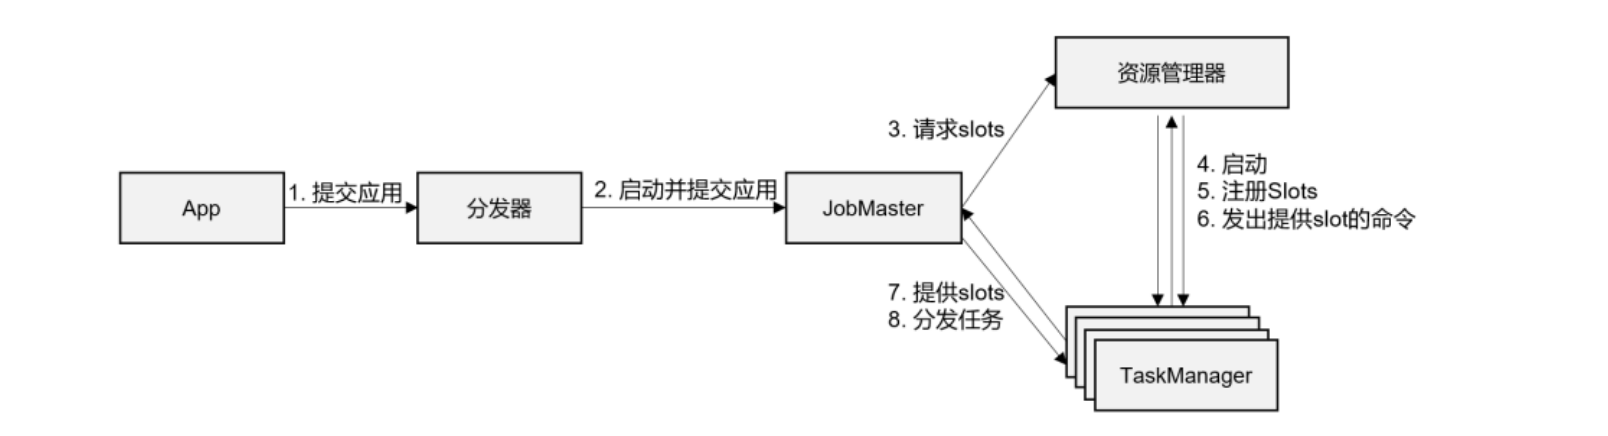 资源管理器
3. 请求slots
4. 启动
5. 注册Slots
6. 发出提供slot的命令
App
1. 提交应用
分发器
2. 启动并提交应用
JobMaster
7. 提供slots
8. 分发任务
TaskManager